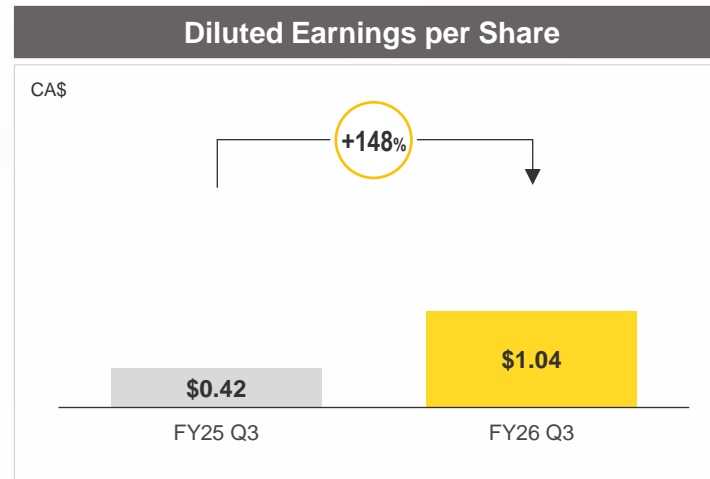 Diluted Earnings per Share
CA$
+148%
$1.04
$0.42
FY25 Q3 FY26 Q3